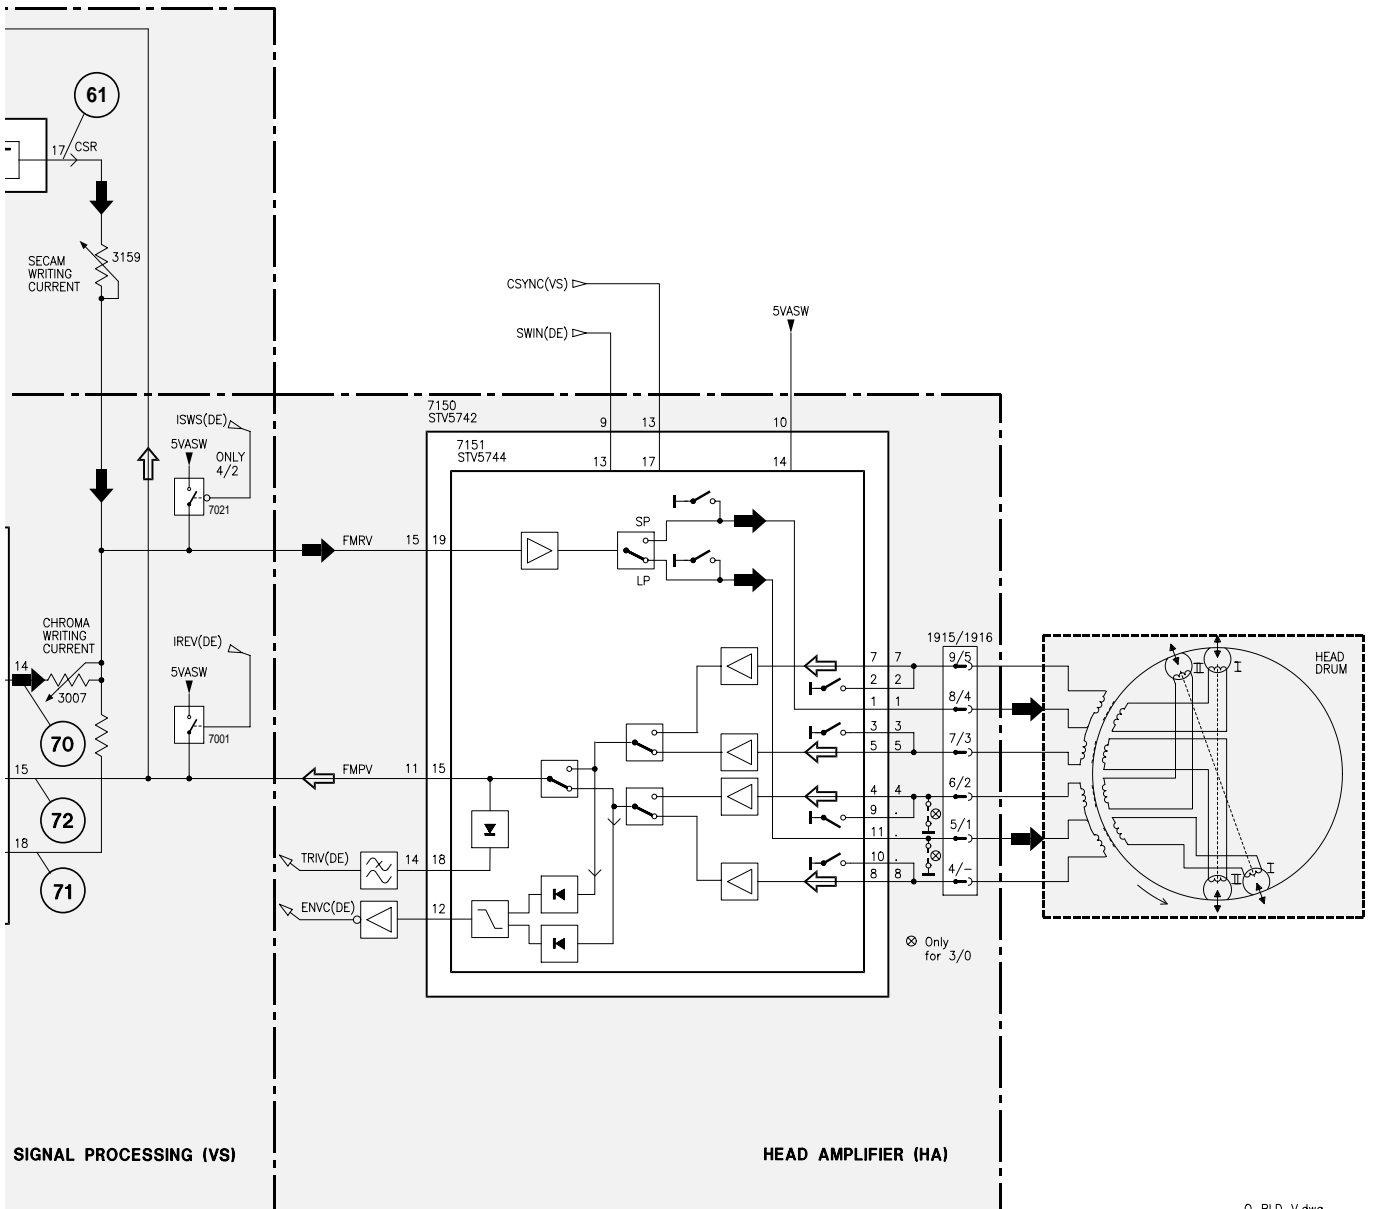 61
17 CSR
3159
SECAM
WRITING
CURRENT
CSYNC(VS)
SWIN(DE)
5VASW
ISWS(DE)
5VASW
ONLY
4/2
7021
7150
STV5742
9 13 10
7151
STV5744
13 17 14
SP
LP
FMRV 15 19
CHROMA
WRITING
CURRENT
14
3007
70
IREV(DE)
5VASW
7001
15
72
18
71
FMPV 11 15
TRIV(DE) 14 18
ENVC(DE) 12
1915/1916
7 7 9/5
2 2
1 1 8/4
3 3
5 5 7/3
4 4 6/2
9 .
11 . 5/1
10 .
8 8 4/-
HEAD
DRUM
II I
II I
Only
for 3/0
SIGNAL PROCESSING (VS)
HEAD AMPLIFIER (HA)